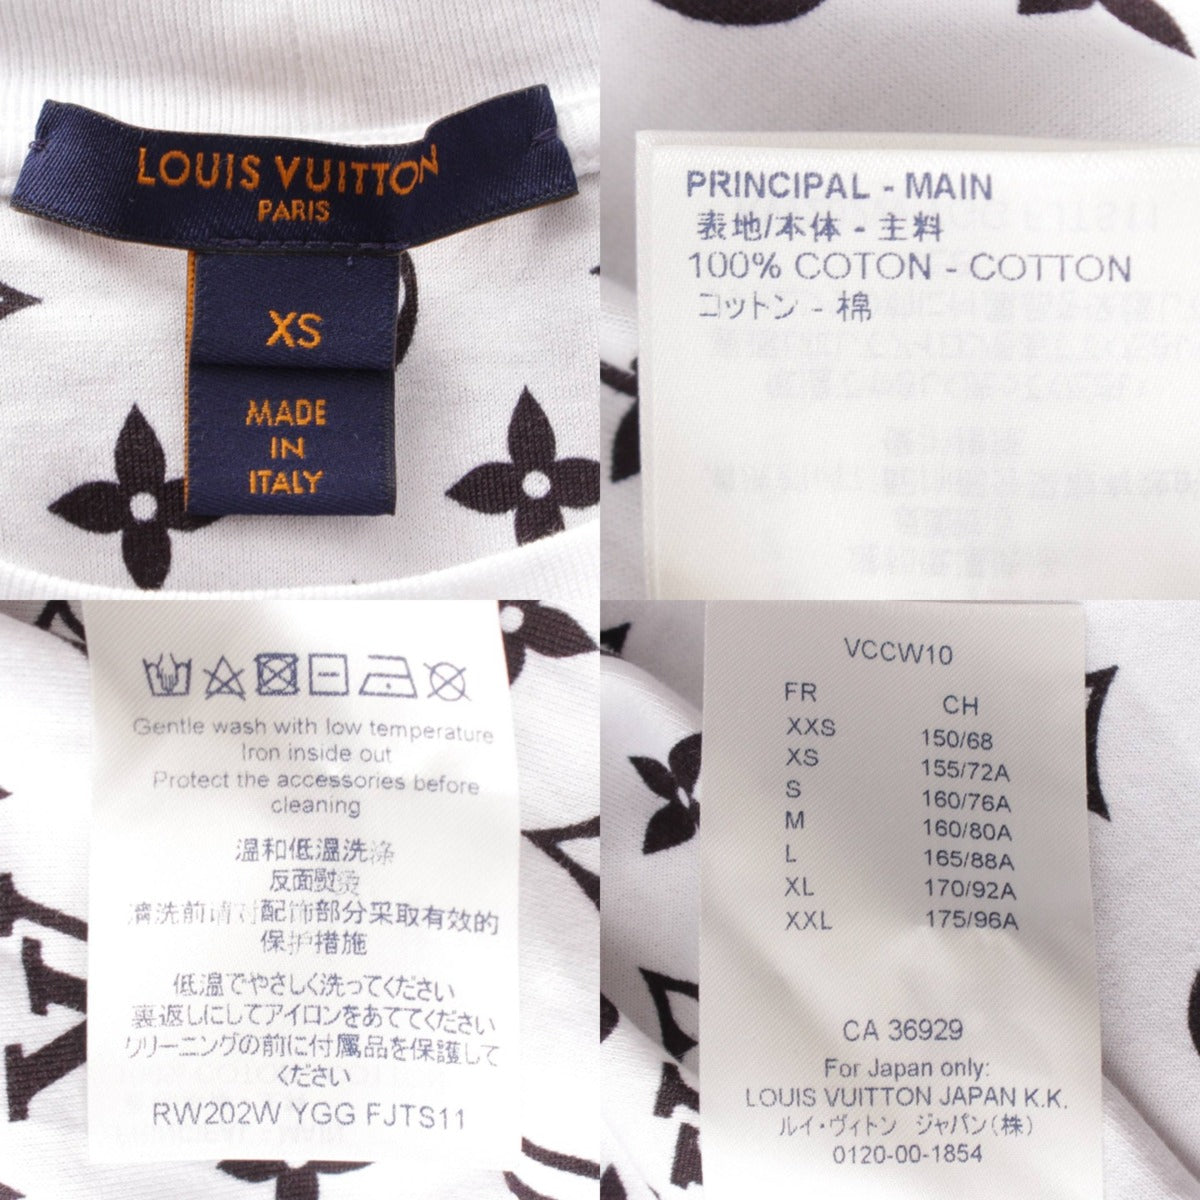 LOUIS VUITTON
PARIS
XS
MADE
IN
ITALY
PRINCIPAL - MAIN
表地/本体 - 主料
100% COTON - COTTON
コットン - 棉
Gentle wash with low temperature
Iron inside out
Protect the accessories before
cleaning
温和低温洗涤
反面熨烫
清洗前请对配饰部分采取有效的
保护措施
低温でやさしく洗ってください
裏返しにしてアイロンをあててください
クリーニングの前に付属品を保護して
ください
RW202W YGG FJTS11
VCCW10
FR CH
XXS 150/68
XS 155/72A
S 160/76A
M 160/80A
L 165/88A
XL 170/92A
XXL 175/96A
CA 36929
For Japan only:
LOUIS VUITTON JAPAN K.K.
ルイ・ヴィトン ジャパン(株)
0120-00-1854